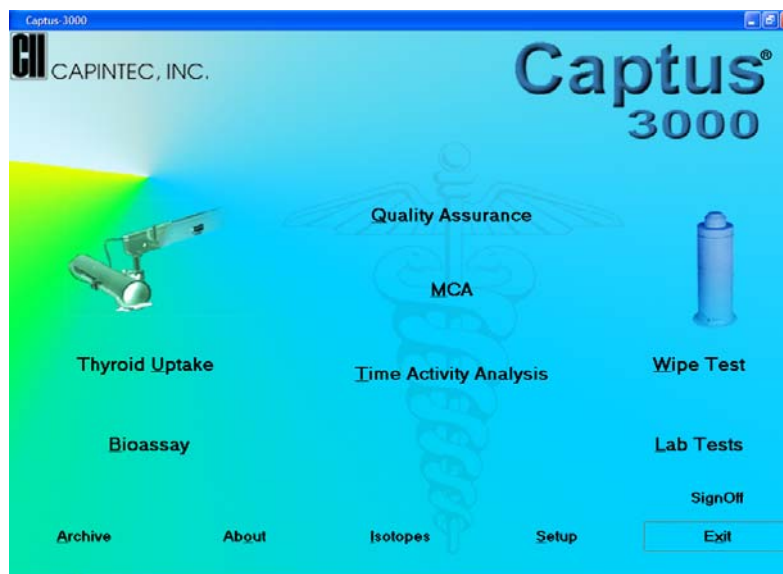 Captus-3000
CII CAPINTEC, INC.
Captus®
3000
Quality Assurance
MCA
Thyroid Uptake
Time Activity Analysis
Wipe Test
Bioassay
Lab Tests
SignOff
Archive
About
Isotopes
Setup
Exit